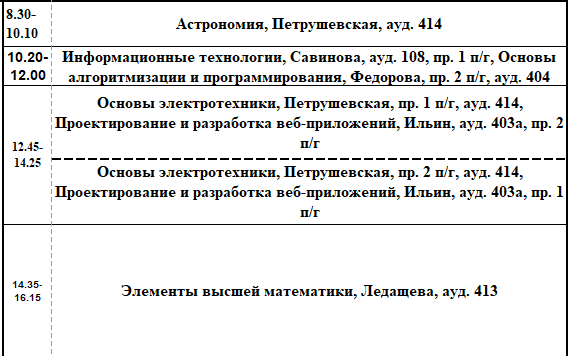 8.30-
10.10
Астрономия, Петрушевская, ауд. 414
10.20-
12.00
Информационные технологии, Савинова, ауд. 108, пр. 1 п/г, Основы
алгоритмизации и программирования, Федорова, пр. 2 п/г, ауд. 404
12.45-
14.25
Основы электротехники, Петрушевская, пр. 1 п/г, ауд. 414,
Проектирование и разработка веб-приложений, Ильин, ауд. 403а, пр. 2
п/г
Основы электротехники, Петрушевская, пр. 2 п/г, ауд. 414,
Проектирование и разработка веб-приложений, Ильин, ауд. 403а, пр. 1
п/г
14.35-
16.15
Элементы высшей математики, Ледащева, ауд. 413